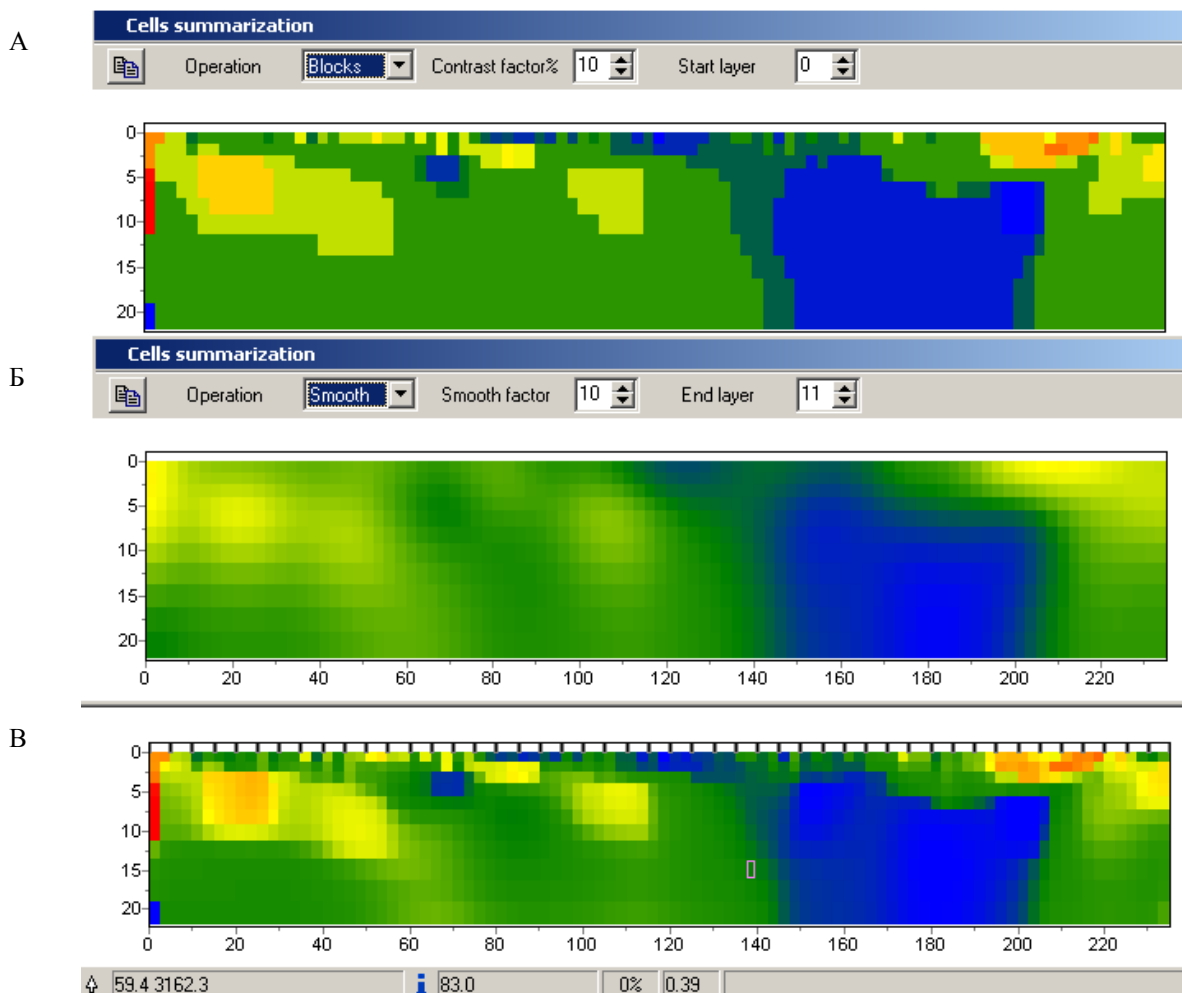 А
Cells summarization
Operation Blocks Contrast factor% 10 Start layer 0
0
5
10
15
20
Б
Cells summarization
Operation Smooth Smooth factor 10 End layer 11
0
5
10
15
20
0 20 40 60 80 100 120 140 160 180 200 220
В
0
5
10
15
20
0 20 40 60 80 100 120 140 160 180 200 220
59.4 3162.3 i 83.0 0% 0.39